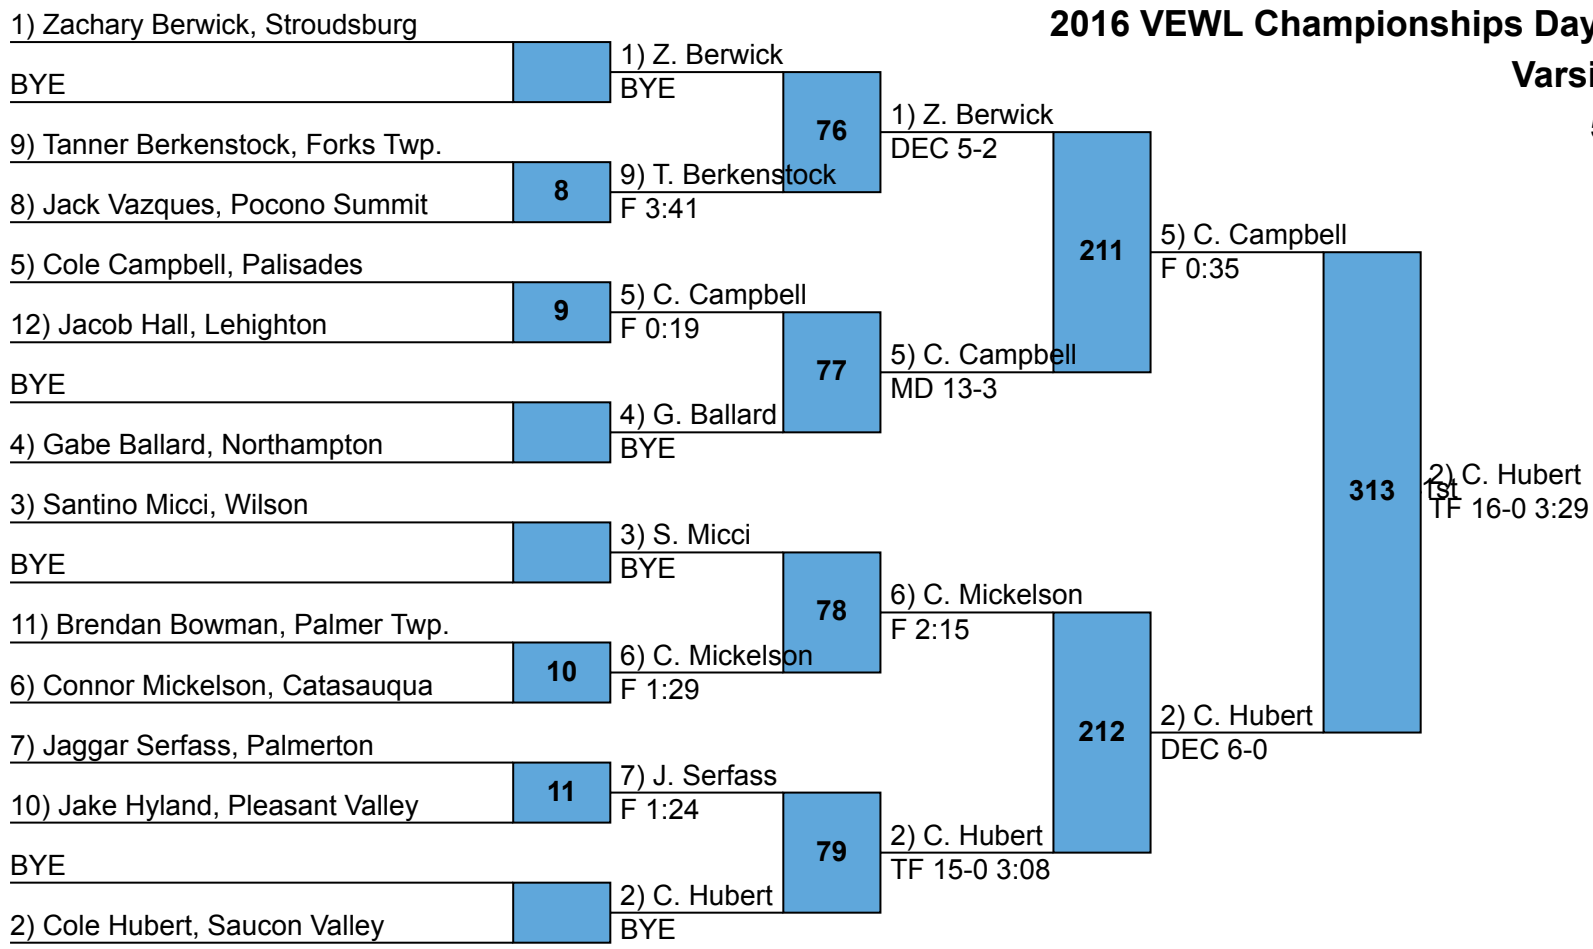 2016 VEWL Championships Day
Varsi
1) Zachary Berwick, Stroudsburg
BYE
9) Tanner Berkenstock, Forks Twp.
8) Jack Vazques, Pocono Summit
5) Cole Campbell, Palisades
12) Jacob Hall, Lehighton
BYE
4) Gabe Ballard, Northampton
3) Santino Micci, Wilson
BYE
11) Brendan Bowman, Palmer Twp.
6) Connor Mickelson, Catasauqua
7) Jaggar Serfass, Palmerton
10) Jake Hyland, Pleasant Valley
BYE
2) Cole Hubert, Saucon Valley
8
9
10
11
1) Z. Berwick
BYE
9) T. Berkenstock
F 3:41
5) C. Campbell
F 0:19
4) G. Ballard
BYE
3) S. Micci
BYE
6) C. Mickelson
F 1:29
7) J. Serfass
F 1:24
2) C. Hubert
BYE
76
77
78
79
1) Z. Berwick
DEC 5-2
5) C. Campbell
MD 13-3
6) C. Mickelson
F 2:15
2) C. Hubert
TF 15-0 3:08
211
212
5) C. Campbell
F 0:35
2) C. Hubert
DEC 6-0
313
2) C. Hubert
1st
TF 16-0 3:29